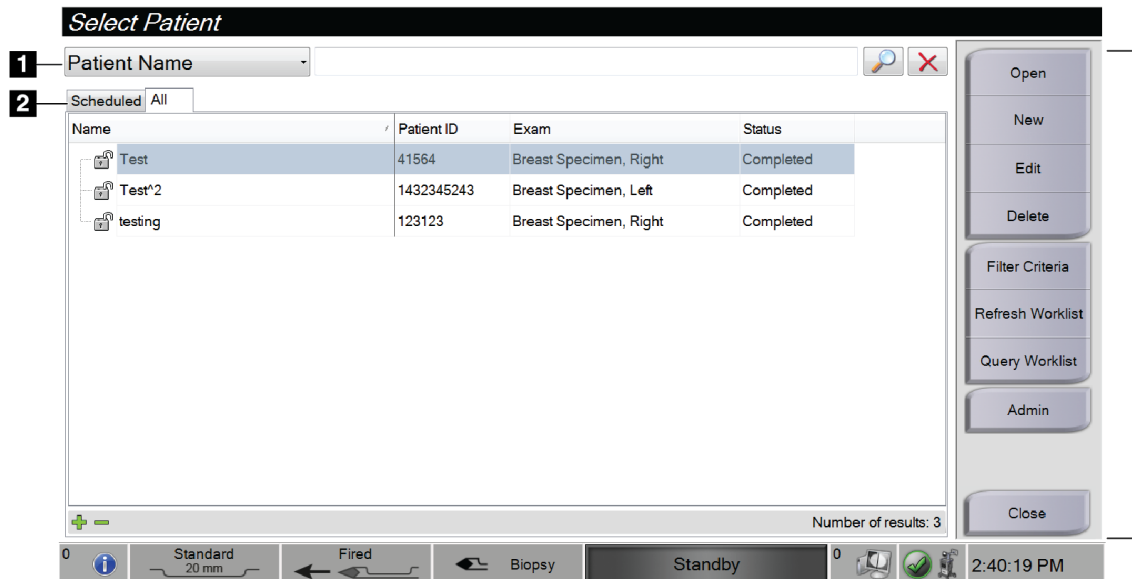 Select Patient
1
Patient Name
2
Scheduled All
Name / Patient ID Exam Status
Test 41564 Breast Specimen, Right Completed
Test^2 1432345243 Breast Specimen, Left Completed
testing 123123 Breast Specimen, Right Completed
Number of results: 3
Open
New
Edit
Delete
Filter Criteria
Refresh Worklist
Query Worklist
Admin
Close
0 Standard Fired Biopsy Standby 0 2:40:19 PM
20 mm